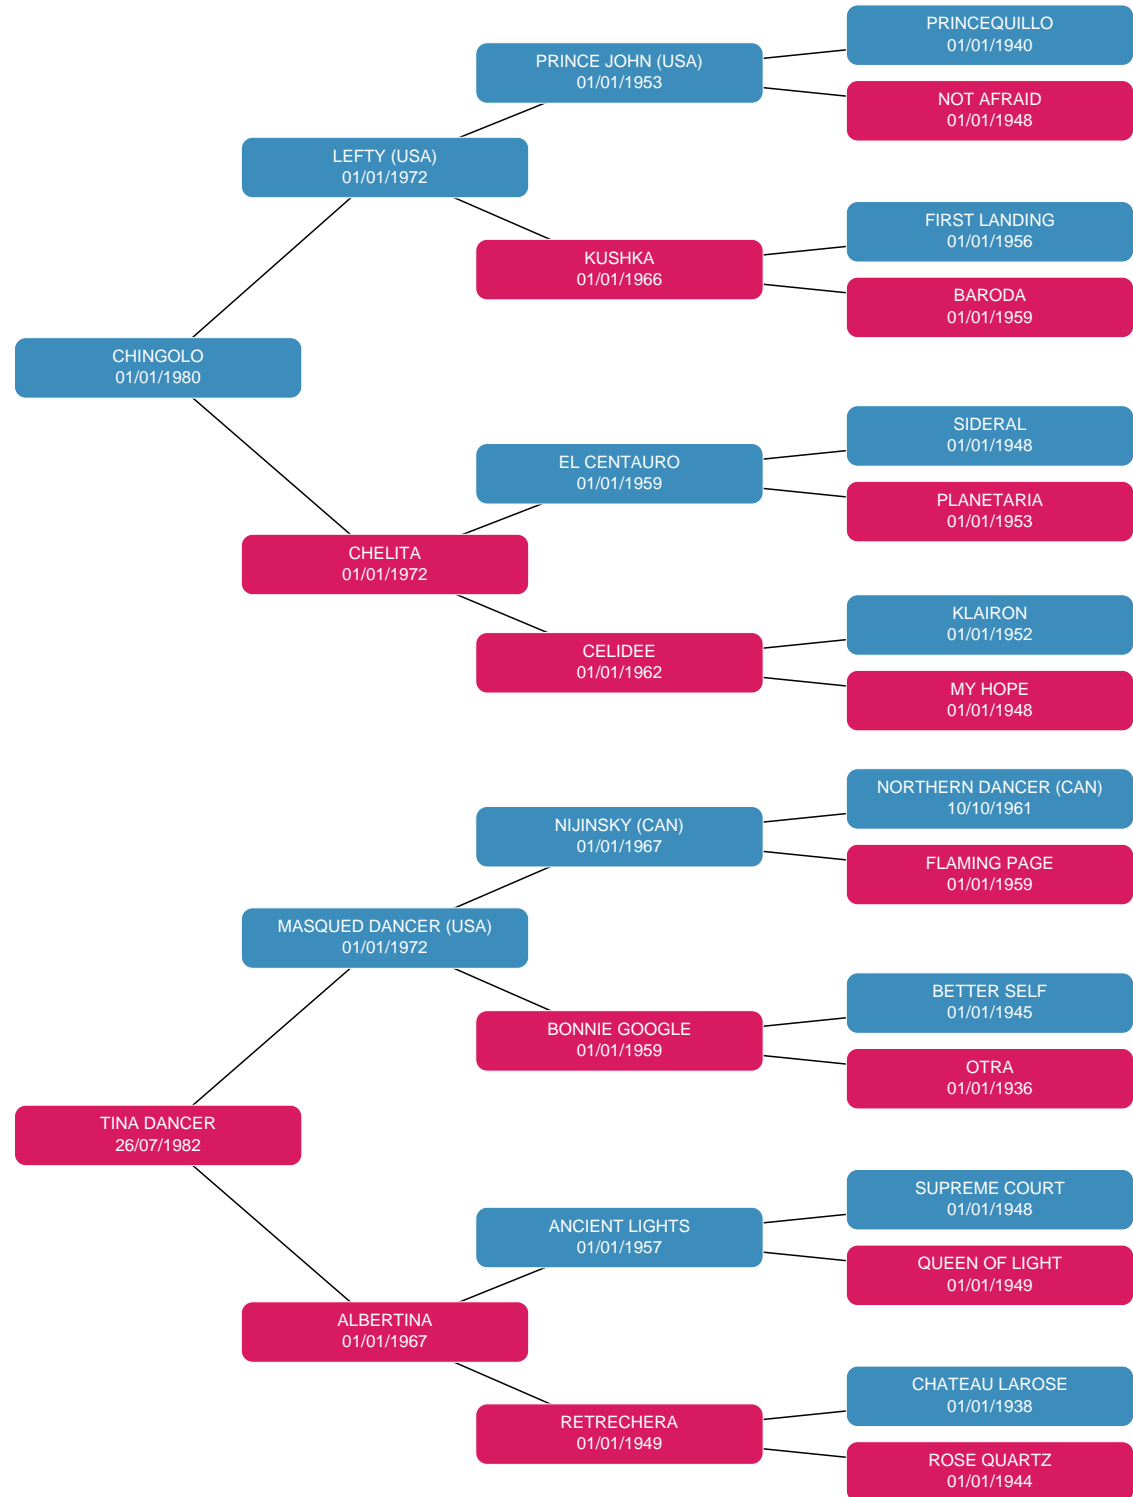 PRINCEQUILLO
01/01/1940
PRINCE JOHN (USA)
01/01/1953
NOT AFRAID
01/01/1948
LEFTY (USA)
01/01/1972
FIRST LANDING
01/01/1956
KUSHKA
01/01/1966
BARODA
01/01/1959
CHINGOLO
01/01/1980
SIDERAL
01/01/1948
EL CENTAURO
01/01/1959
PLANETARIA
01/01/1953
CHELITA
01/01/1972
KLAIRON
01/01/1952
CELIDEE
01/01/1962
MY HOPE
01/01/1948
NORTHERN DANCER (CAN)
10/10/1961
NIJINSKY (CAN)
01/01/1967
FLAMING PAGE
01/01/1959
MASQUED DANCER (USA)
01/01/1972
BETTER SELF
01/01/1945
BONNIE GOOGLE
01/01/1959
OTRA
01/01/1936
TINA DANCER
26/07/1982
SUPREME COURT
01/01/1948
ANCIENT LIGHTS
01/01/1957
QUEEN OF LIGHT
01/01/1949
ALBERTINA
01/01/1967
CHATEAU LAROSE
01/01/1938
RETRECHERA
01/01/1949
ROSE QUARTZ
01/01/1944